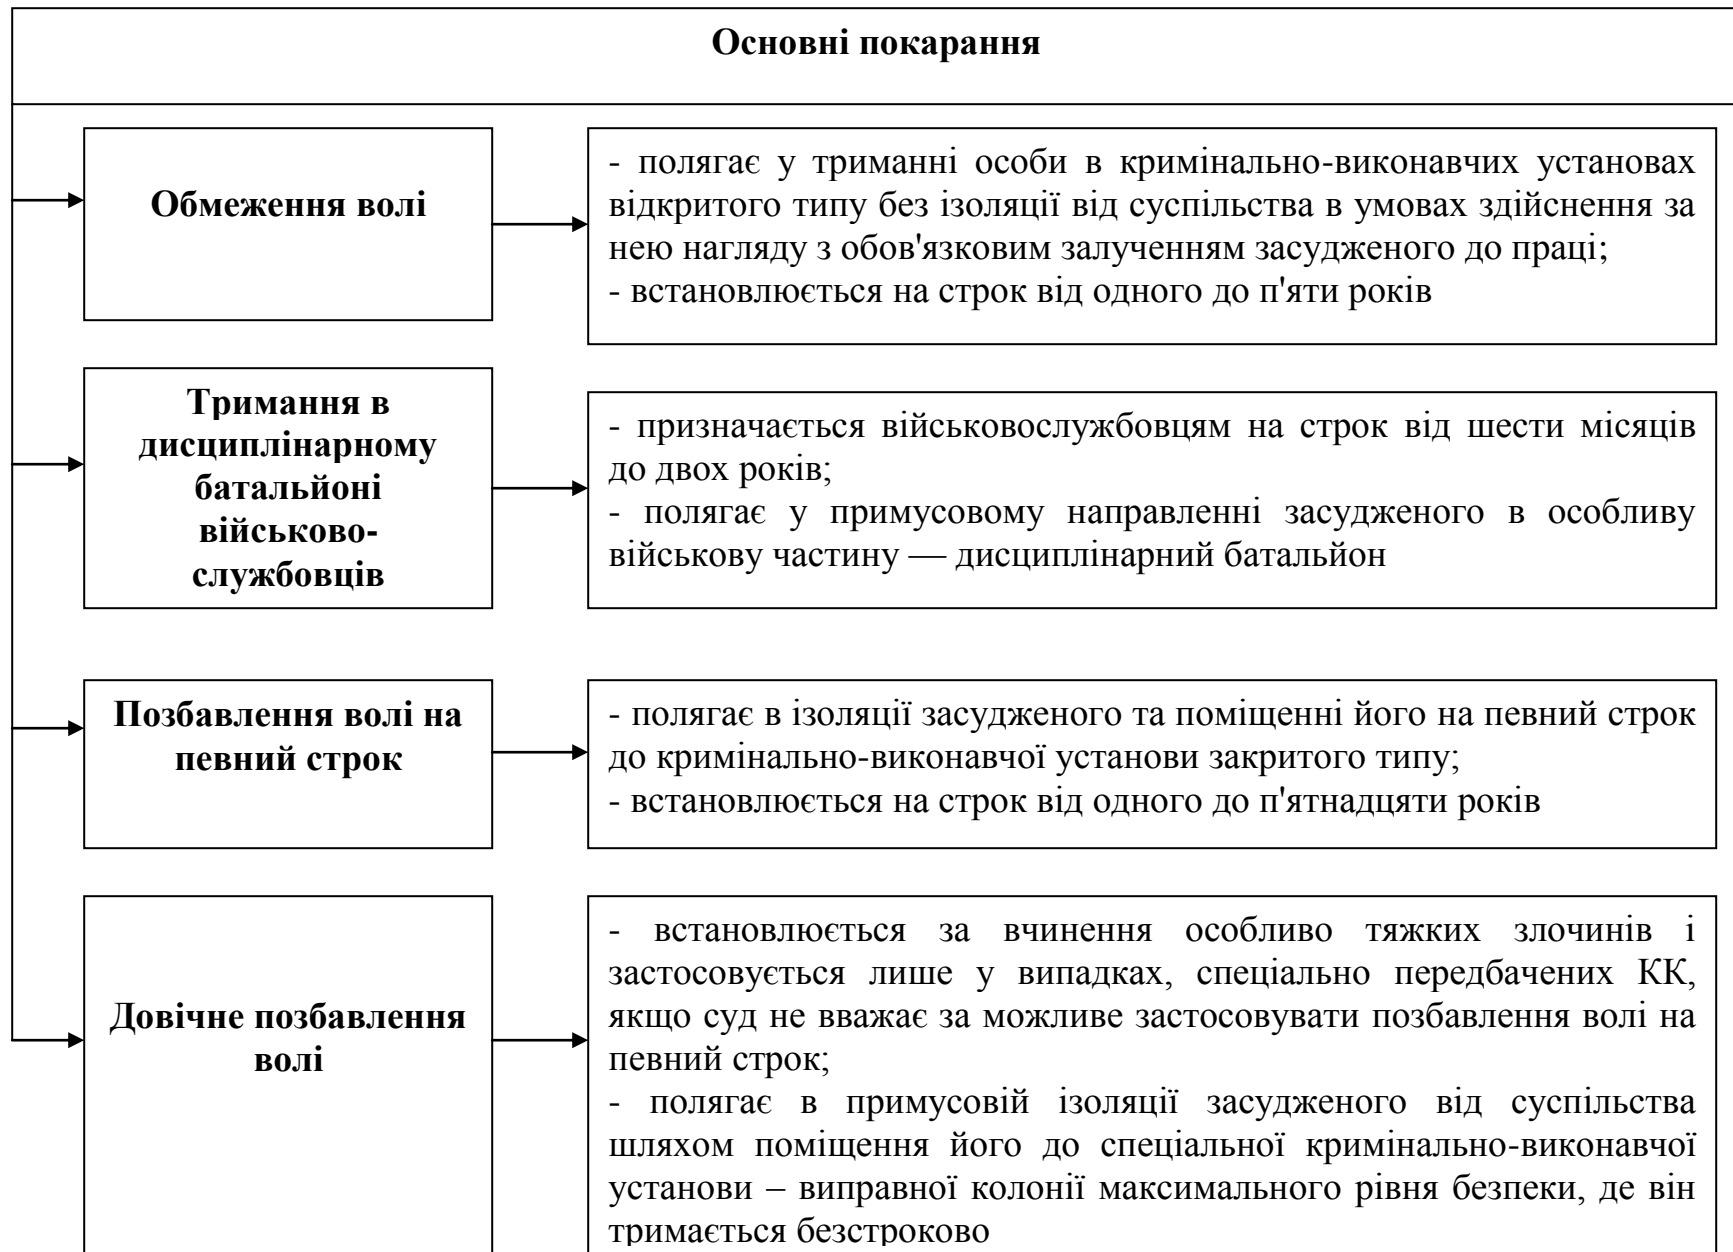 Основні покарання
Обмеження волі
- полягає у триманні особи в кримінально-виконавчих установах
відкритого типу без ізоляції від суспільства в умовах здійснення за
нею нагляду з обов'язковим залученням засудженого до праці;
- встановлюється на строк від одного до п'яти років
Тримання в
дисциплінарному
батальйоні
військово-
службовців
- призначається військовослужбовцям на строк від шести місяців
до двох років;
- полягає у примусовому направленні засудженого в особливу
військову частину — дисциплінарний батальйон
Позбавлення волі на
певний строк
- полягає в ізоляції засудженого та поміщенні його на певний строк
до кримінально-виконавчої установи закритого типу;
- встановлюється на строк від одного до п'ятнадцяти років
Довічне позбавлення
волі
- встановлюється за вчинення особливо тяжких злочинів і
застосовується лише у випадках, спеціально передбачених КК,
якщо суд не вважає за можливе застосовувати позбавлення волі на
певний строк;
- полягає в примусовій ізоляції засудженого від суспільства
шляхом поміщення його до спеціальної кримінально-виконавчої
установи – виправної колонії максимального рівня безпеки, де він
тримається безстроково